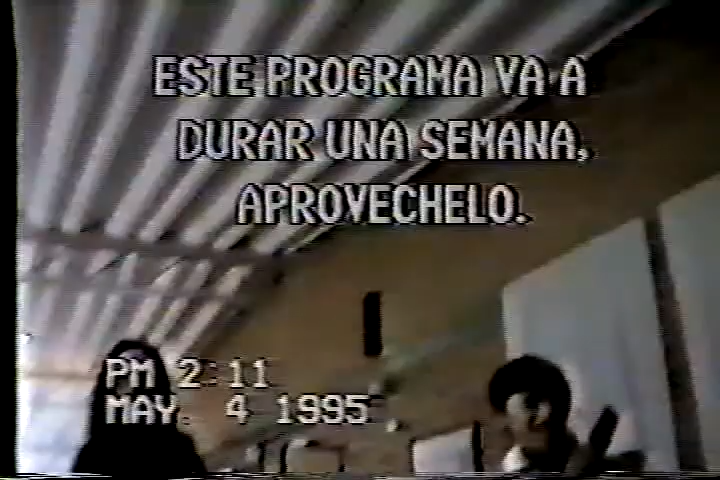 ESTE PROGRAMA VA A
DURAR UNA SEMANA,
APROVECHELO.
PM 2:11
MAY. 4 1995